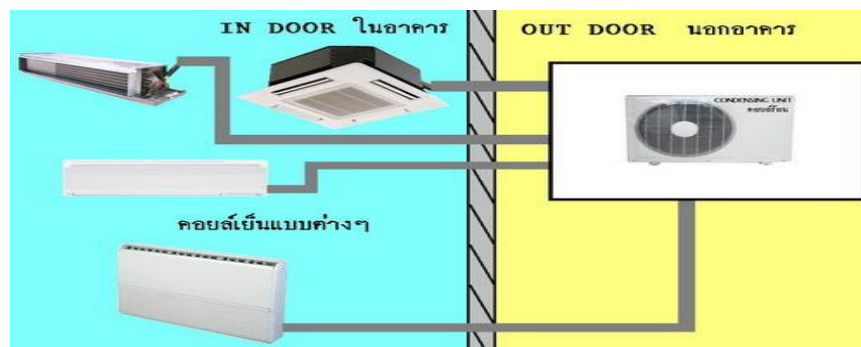 IN DOOR ในอาคาร
OUT DOOR นอกอาคาร
CONDENSING UNIT
คอยล์ร้อน
คอยล์เย็นแบบต่างๆ